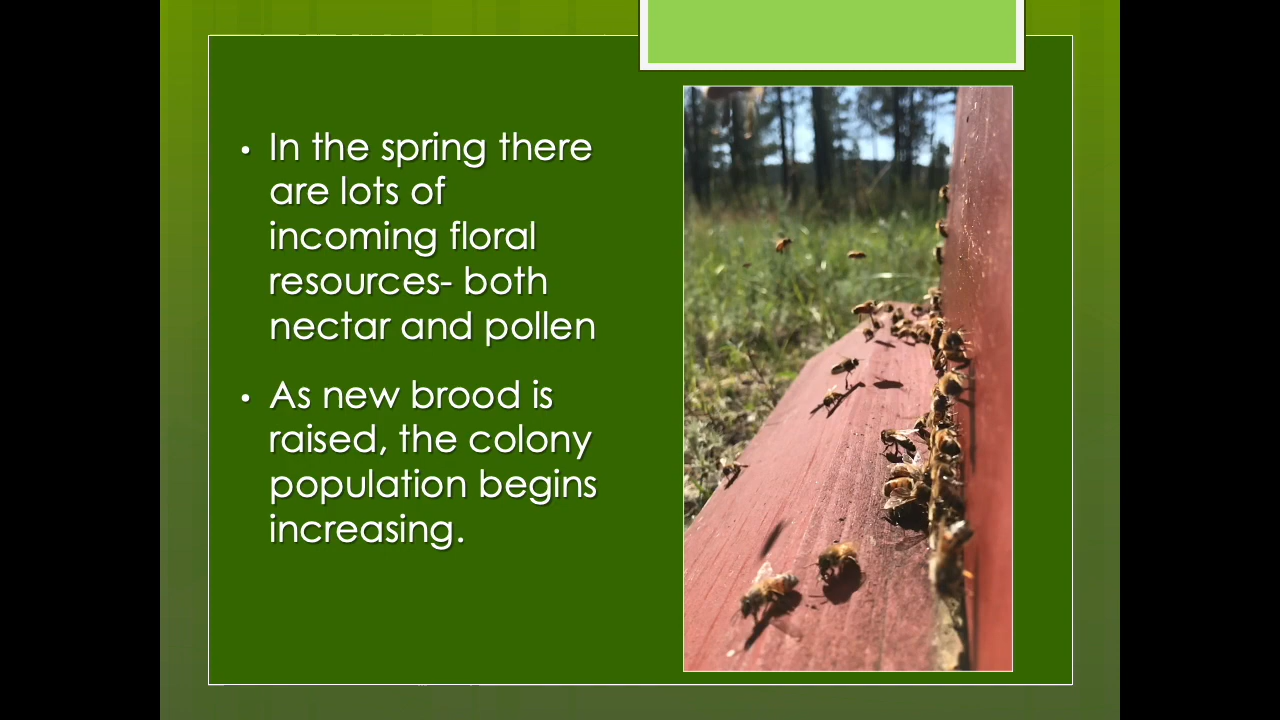 • In the spring there
are lots of
incoming floral
resources- both
nectar and pollen
• As new brood is
raised, the colony
population begins
increasing.